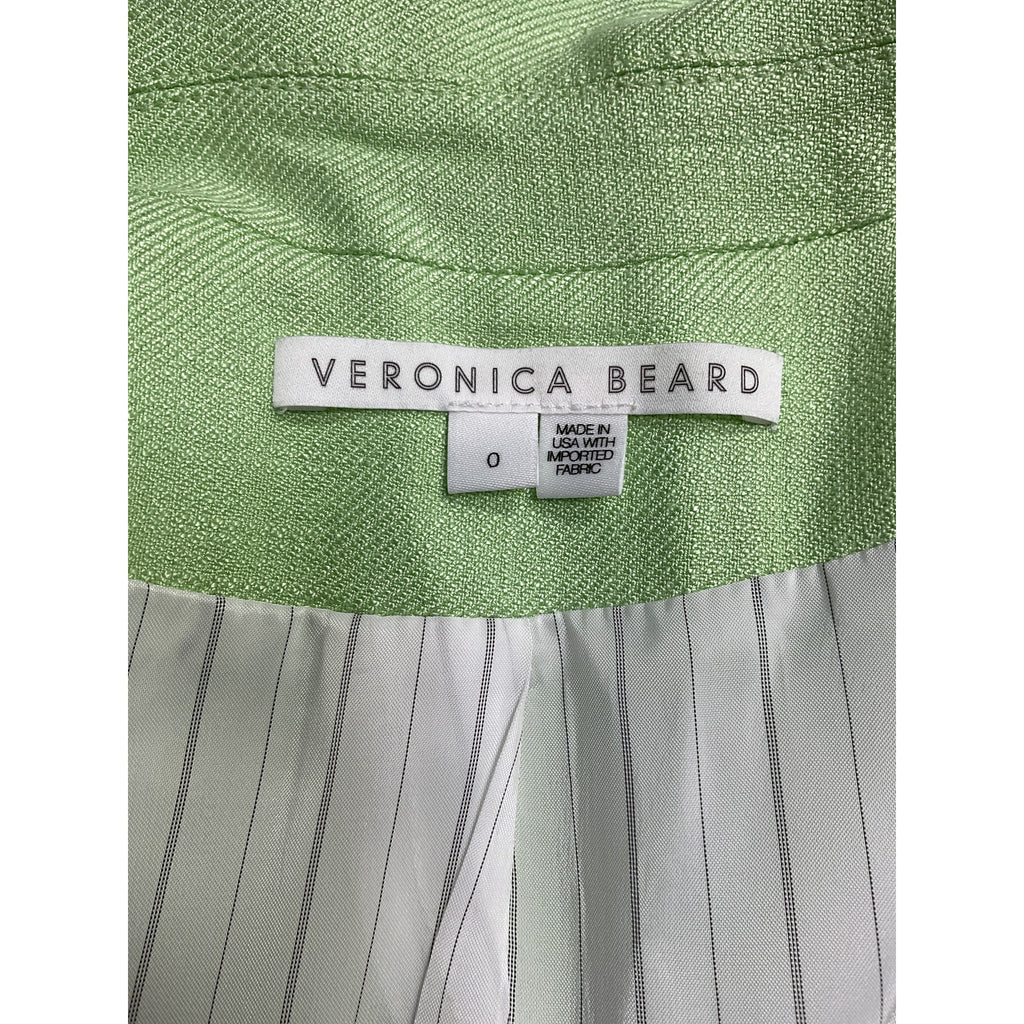 VERONICA BEARD
0
MADE IN
USA WITH
IMPORTED
FABRIC